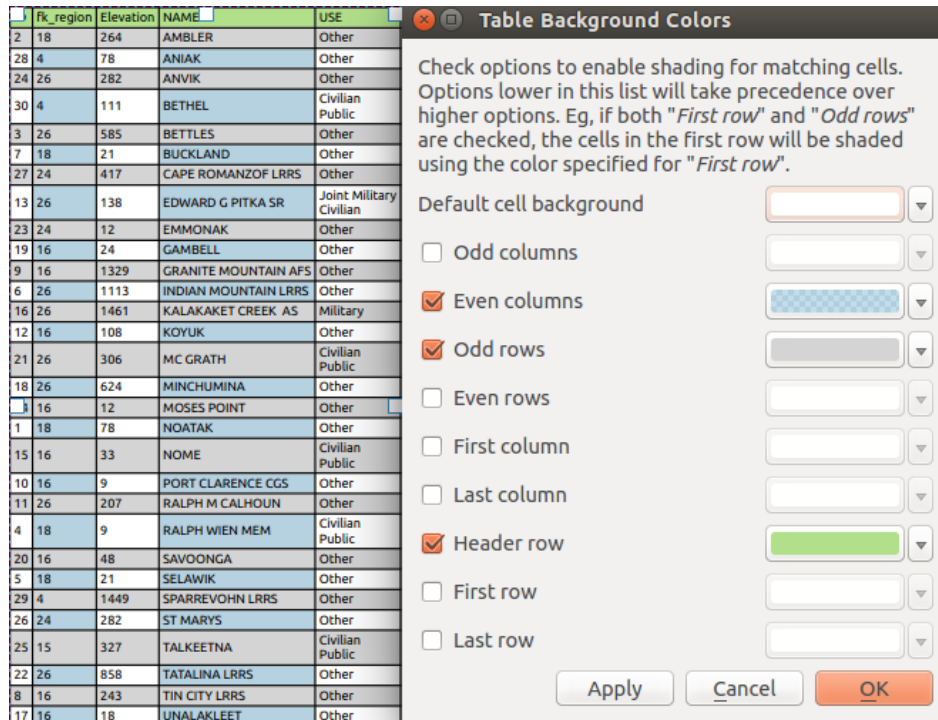 fk_region Elevation NAME USE
2 18 264 AMBLER Other
28 4 78 ANIAK Other
24 26 282 ANVIK Other
30 4 111 BETHEL Civilian
Public
3 26 585 BETTLES Other
7 18 21 BUCKLAND Other
27 24 417 CAPE ROMANZOF LRRS Other
13 26 138 EDWARD G PITKA SR Joint Military
Civilian
23 24 12 EMMONAK Other
19 16 24 GAMBELL Other
9 16 1329 GRANITE MOUNTAIN AFS Other
6 26 1113 INDIAN MOUNTAIN LRRS Other
16 26 1461 KALAKAKET CREEK AS Military
12 16 108 KOYUK Other
21 26 306 MC GRATH Civilian
Public
18 26 624 MINCHUMINA Other
16 12 MOSES POINT Other
1 18 78 NOATAK Other
15 16 33 NOME Civilian
Public
10 16 9 PORT CLARENCE CGS Other
11 26 207 RALPH M CALHOUN Other
4 18 9 RALPH WIEN MEM Civilian
Public
20 16 48 SAVOONGA Other
5 18 21 SELAWIK Other
29 4 1449 SPARREVOHN LRRS Other
26 24 282 ST MARYS Other
25 15 327 TALKEETNA Civilian
Public
22 26 858 TATALINA LRRS Other
8 16 243 TIN CITY LRRS Other
17 16 18 UNALAKLEET Other
Table Background Colors
Check options to enable shading for matching cells.
Options lower in this list will take precedence over
higher options. Eg, if both "First row" and "Odd rows"
are checked, the cells in the first row will be shaded
using the color specified for "First row".
Default cell background
Odd columns
Even columns
Odd rows
Even rows
First column
Last column
Header row
First row
Last row
Apply Cancel OK